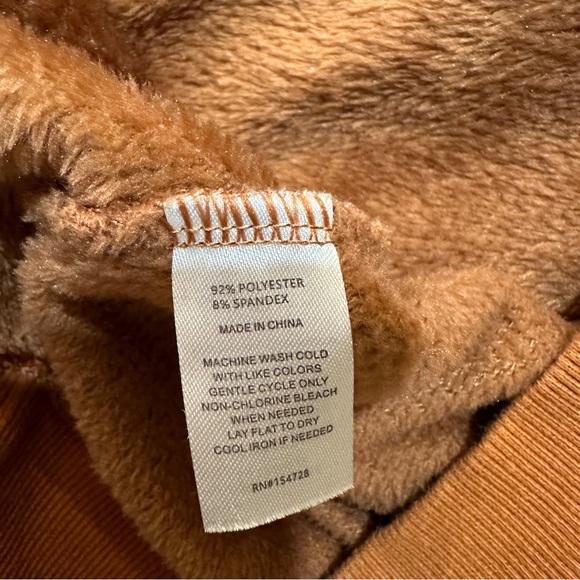 92% POLYESTER
8% SPANDEX
MADE IN CHINA
MACHINE WASH COLD
WITH LIKE COLORS
GENTLE CYCLE ONLY
NON-CHLORINE BLEACH
WHEN NEEDED
LAY FLAT TO DRY
COOL IRON IF NEEDED
RN#154728